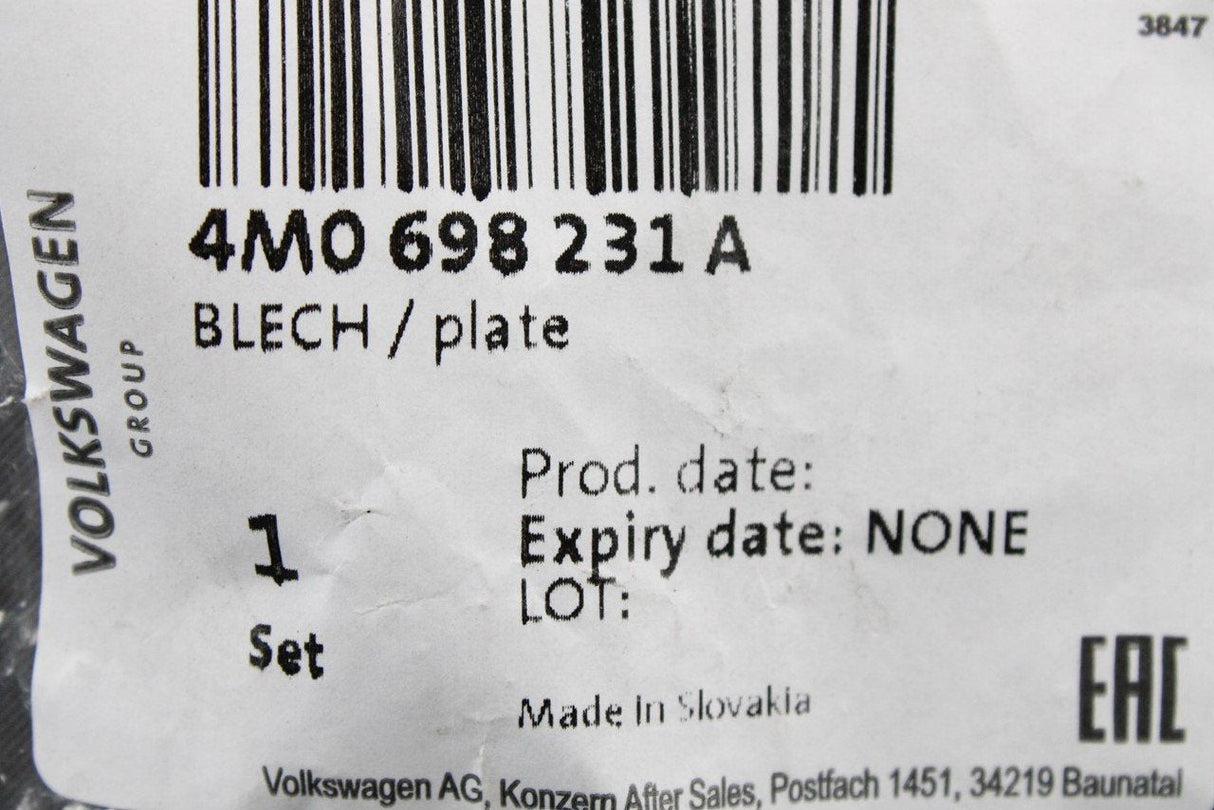 3847
4M0 698 231 A
BLECH / plate
VOLKSWAGEN
GROUP
Prod. date:
Expiry date: NONE
LOT:
1
Set
Made in Slovakia
EAC
Volkswagen AG, Konzern After Sales, Postfach 1451, 34219 Baunatal